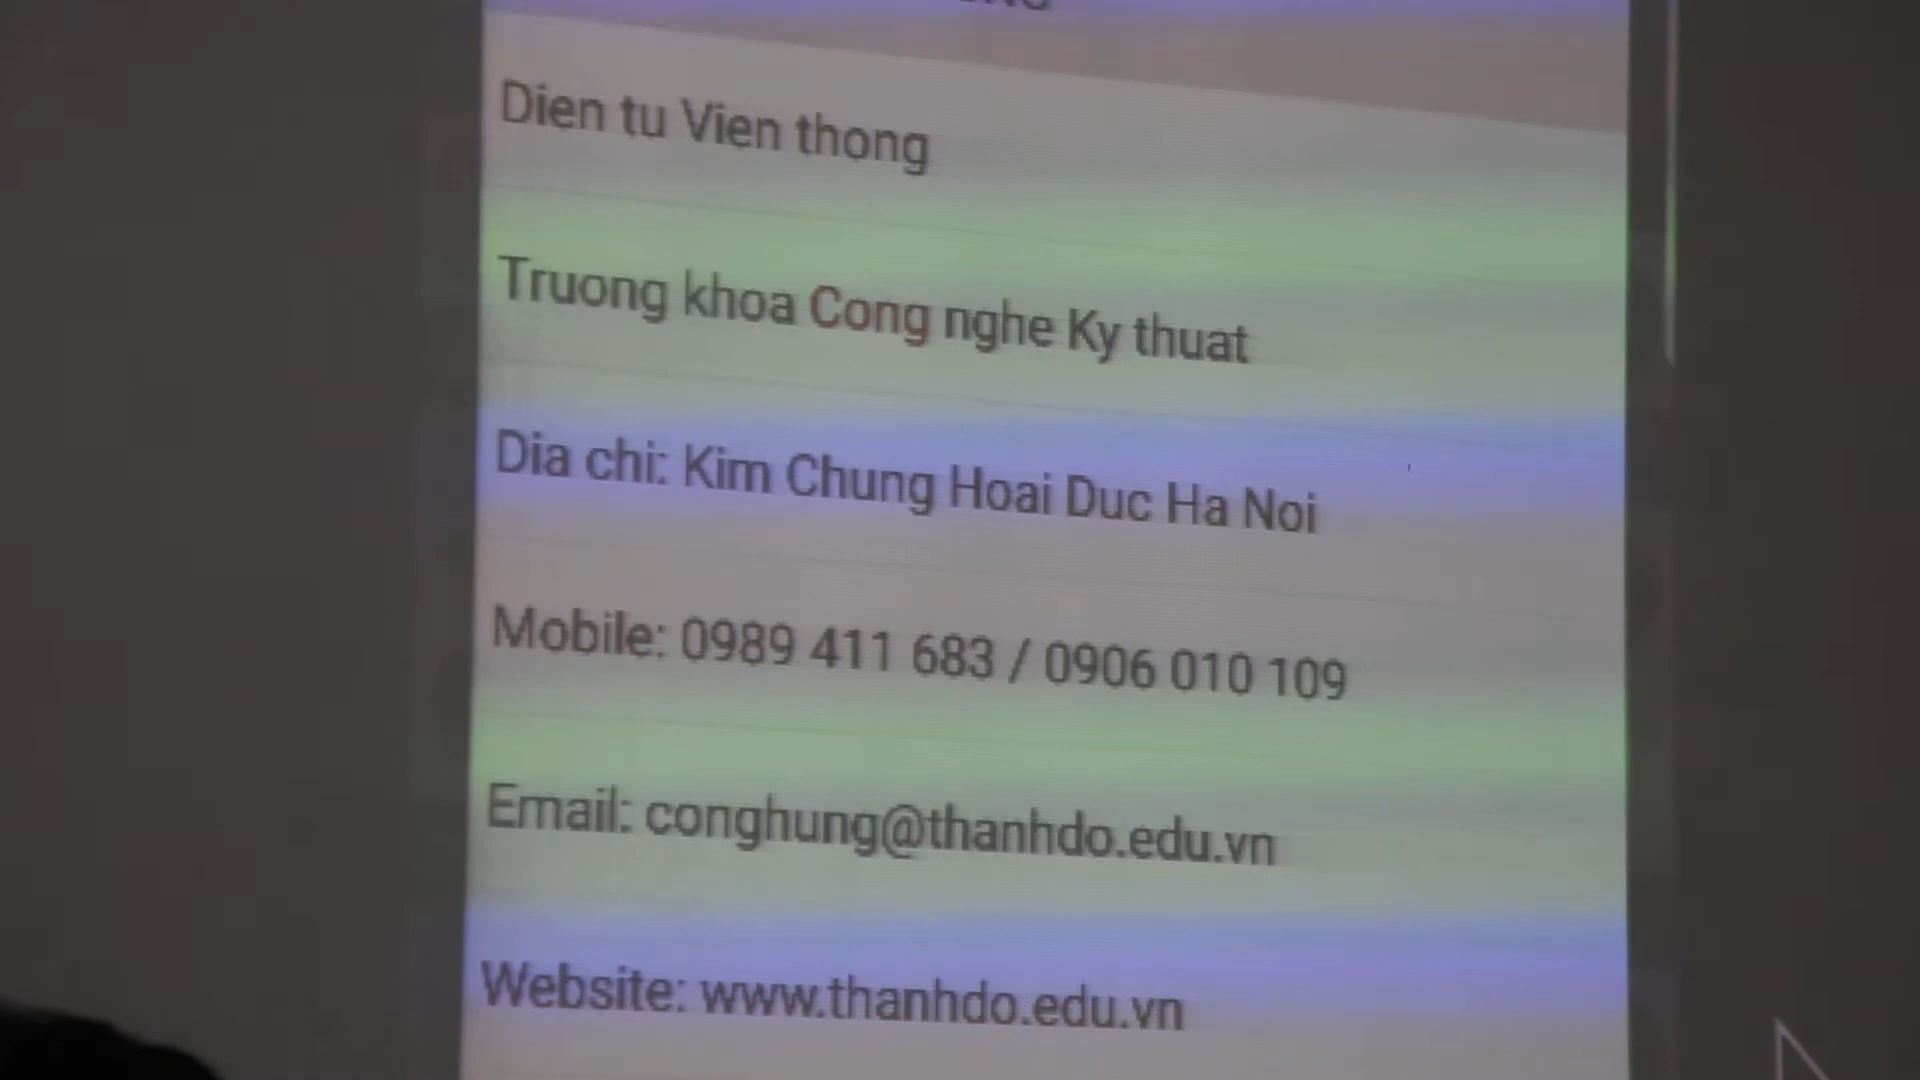 Dien tu Vien thong
Truong khoa Cong nghe Ky thuat
Dia chi: Kim Chung Hoai Duc Ha Noi
Mobile: 0989 411 683 / 0906 010 109
Email: conghung@thanhdo.edu.vn
Website: www.thanhdo.edu.vn